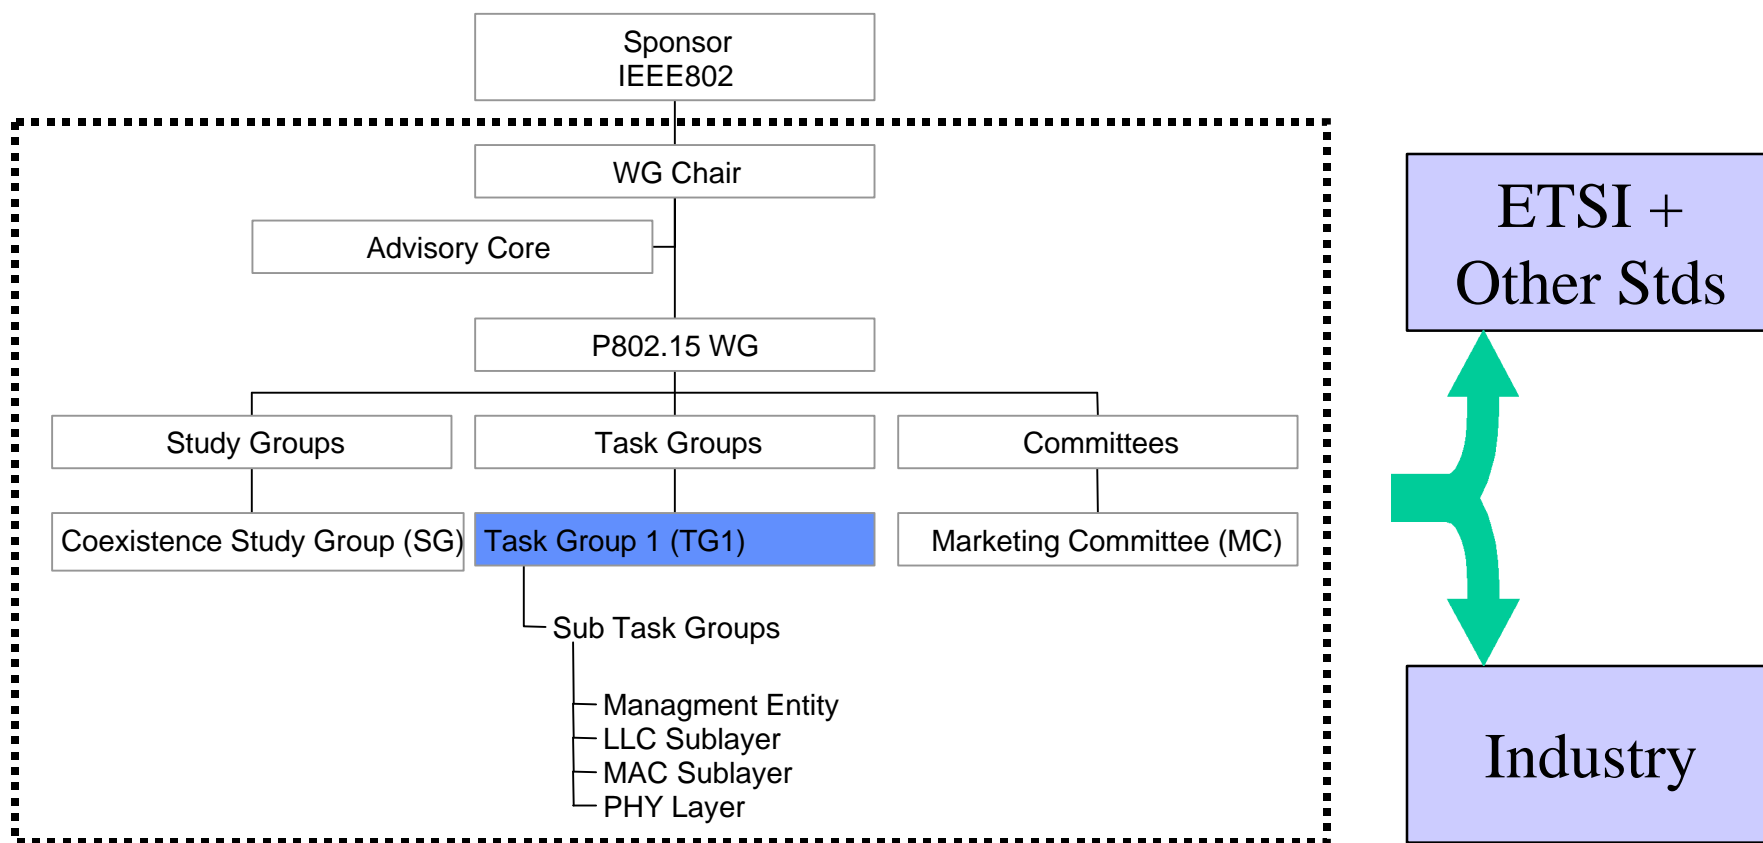 Sponsor
IEEE802
WG Chair
Advisory Core
P802.15 WG
Study Groups
Task Groups
Committees
Coexistence Study Group (SG)
Task Group 1 (TG1)
Marketing Committee (MC)
Sub Task Groups
Managment Entity
LLC Sublayer
MAC Sublayer
PHY Layer
ETSI +
Other Stds
Industry